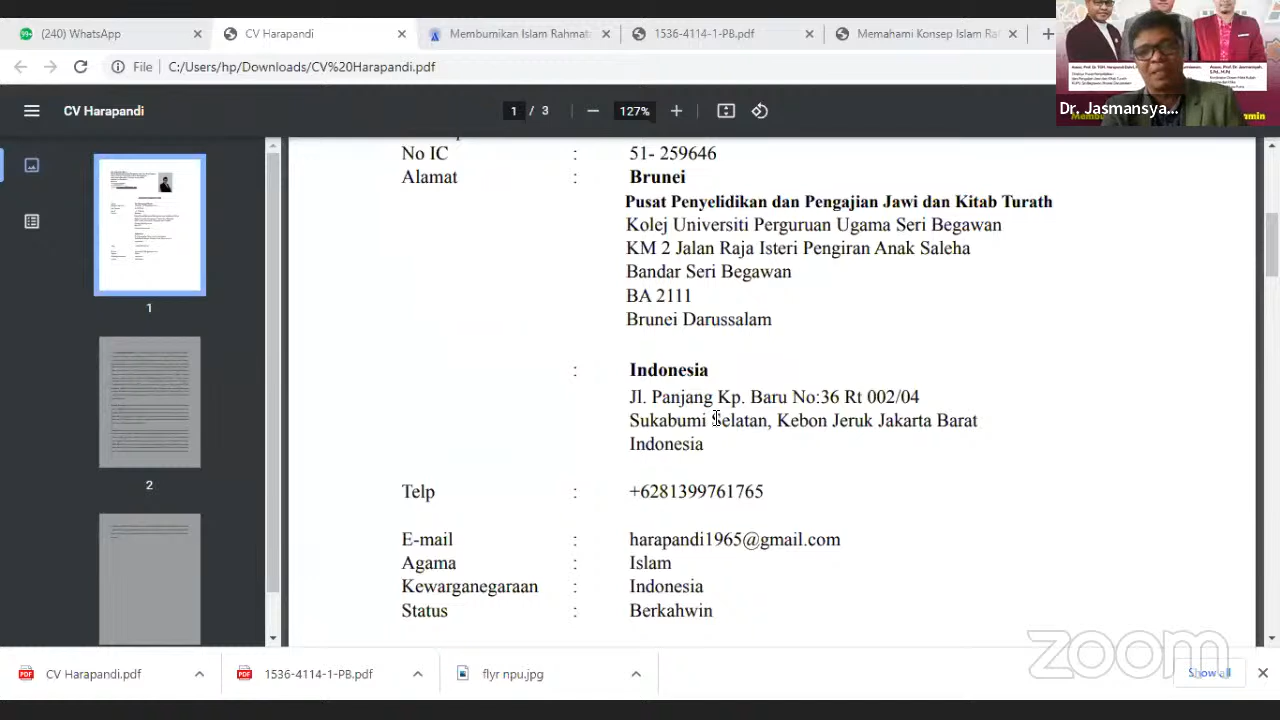 (240) WhatsApp
CV Harapandi
Membumikan Islam Rahmat
1536-4114-1-PB.pdf
Memahami Konsep Islam Ra
File
C:/Users/hp/Downloads/CV%20Harapandi.pdf
CV Harapandi
1 / 3
127%
Dr. Jasmansya...
No IC : 51- 259646
Alamat : Brunei
Pusat Penyelidikan dan Pengajian Jawi dan Kitab Turath
Kolej Universiti Perguruan Ugama Seri Begawan
KM 2 Jalan Raja Isteri Pengiran Anak Saleha
Bandar Seri Begawan
BA 2111
Brunei Darussalam
: Indonesia
Jl. Panjang Kp. Baru No:36 Rt 002/04
Sukabumi Selatan, Kebon Jeruk Jakarta Barat
Indonesia
Telp : +6281399761765
E-mail : harapandi1965@gmail.com
Agama : Islam
Kewarganegaraan : Indonesia
Status : Berkahwin
1
2
zoom
CV Harapandi.pdf
1536-4114-1-PB.pdf
flyr npu.jpg
Show all